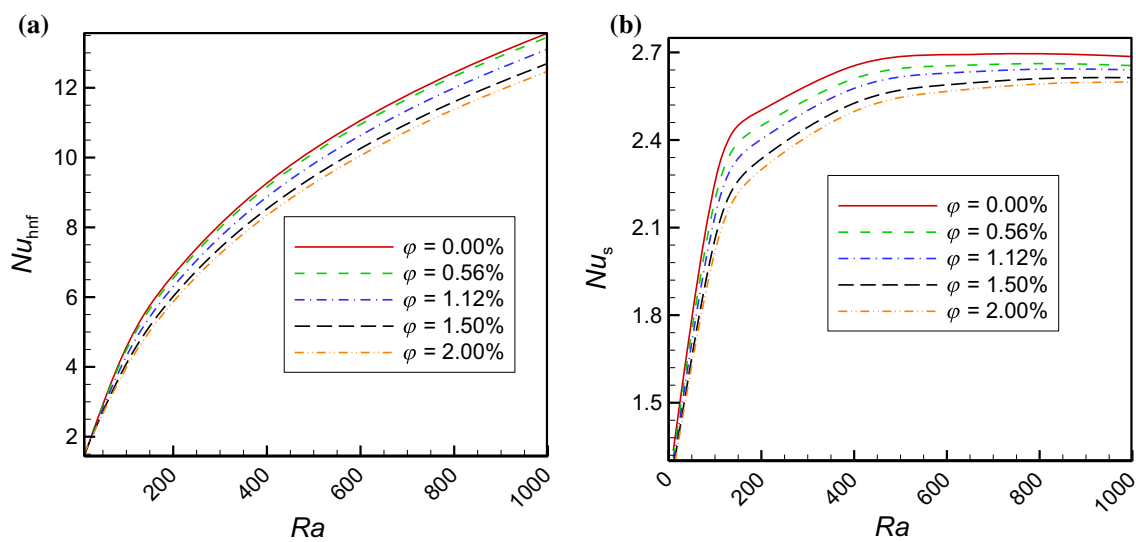 (a)
12
10
8
6
4
2
Nu_hnf
200
400
600
800
1000
Ra
φ = 0.00%
φ = 0.56%
φ = 1.12%
φ = 1.50%
φ = 2.00%
(b)
2.7
2.4
2.1
1.8
1.5
Nu_s
0
200
400
600
800
1000
Ra
φ = 0.00%
φ = 0.56%
φ = 1.12%
φ = 1.50%
φ = 2.00%